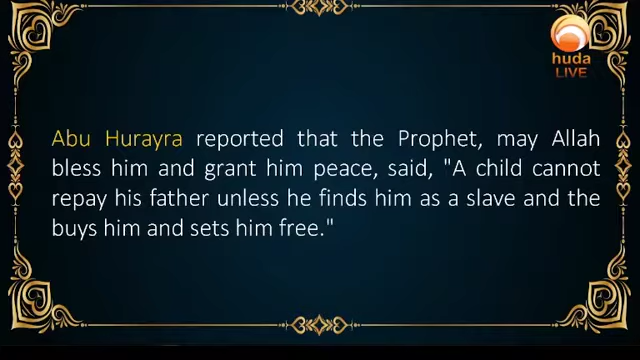 huda
LIVE
Abu Hurayra reported that the Prophet, may Allah
bless him and grant him peace, said, "A child cannot
repay his father unless he finds him as a slave and the
buys him and sets him free."